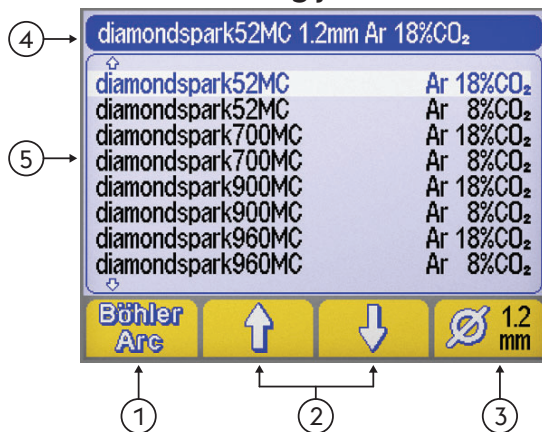 ④ diamondspark52MC 1.2mm Ar 18%CO₂
diamondspark52MC Ar 18%CO₂
diamondspark52MC Ar 8%CO₂
diamondspark700MC Ar 18%CO₂
⑤ diamondspark700MC Ar 8%CO₂
diamondspark900MC Ar 18%CO₂
diamondspark900MC Ar 8%CO₂
diamondspark960MC Ar 18%CO₂
diamondspark960MC Ar 8%CO₂
Böhler Ø 1.2
Arc mm
① ② ③